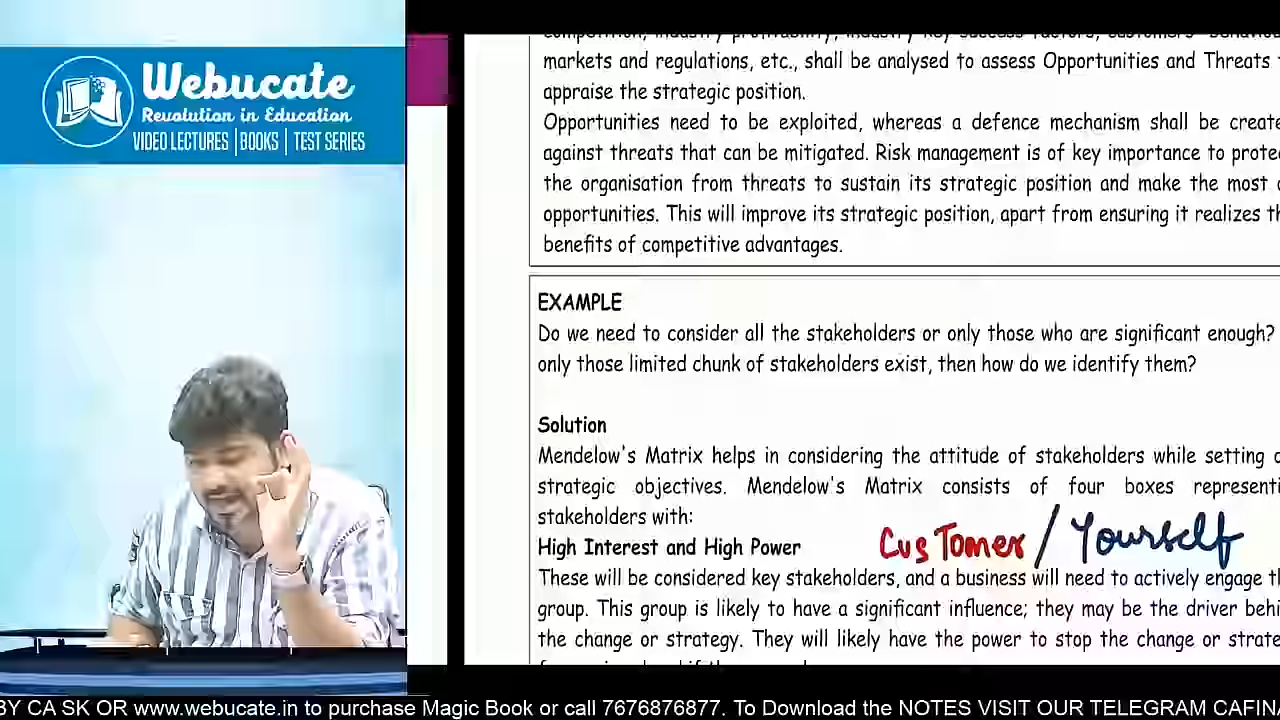 Webucate
Revolution in Education
VIDEO LECTURES | BOOKS | TEST SERIES
competition, industry profitability, industry key success factors, customers'
markets and regulations, etc., shall be analysed to assess Opportunities and Threats
appraise the strategic position.
Opportunities need to be exploited, whereas a defence mechanism shall be create
against threats that can be mitigated. Risk management is of key importance to prote
the organisation from threats to sustain its strategic position and make the most
opportunities. This will improve its strategic position, apart from ensuring it realizes th
benefits of competitive advantages.
EXAMPLE
Do we need to consider all the stakeholders or only those who are significant enough?
only those limited chunk of stakeholders exist, then how do we identify them?
Solution
Mendelow's Matrix helps in considering the attitude of stakeholders while setting
strategic objectives. Mendelow's Matrix consists of four boxes representi
stakeholders with:
High Interest and High Power CusTomer / Yourself
These will be considered key stakeholders, and a business will need to actively engage th
group. This group is likely to have a significant influence; they may be the driver behi
the change or strategy. They will likely have the power to stop the change or strate
BY CA SK OR www.webucate.in to purchase Magic Book or call 7676876877. To Download the NOTES VISIT OUR TELEGRAM CAFINA